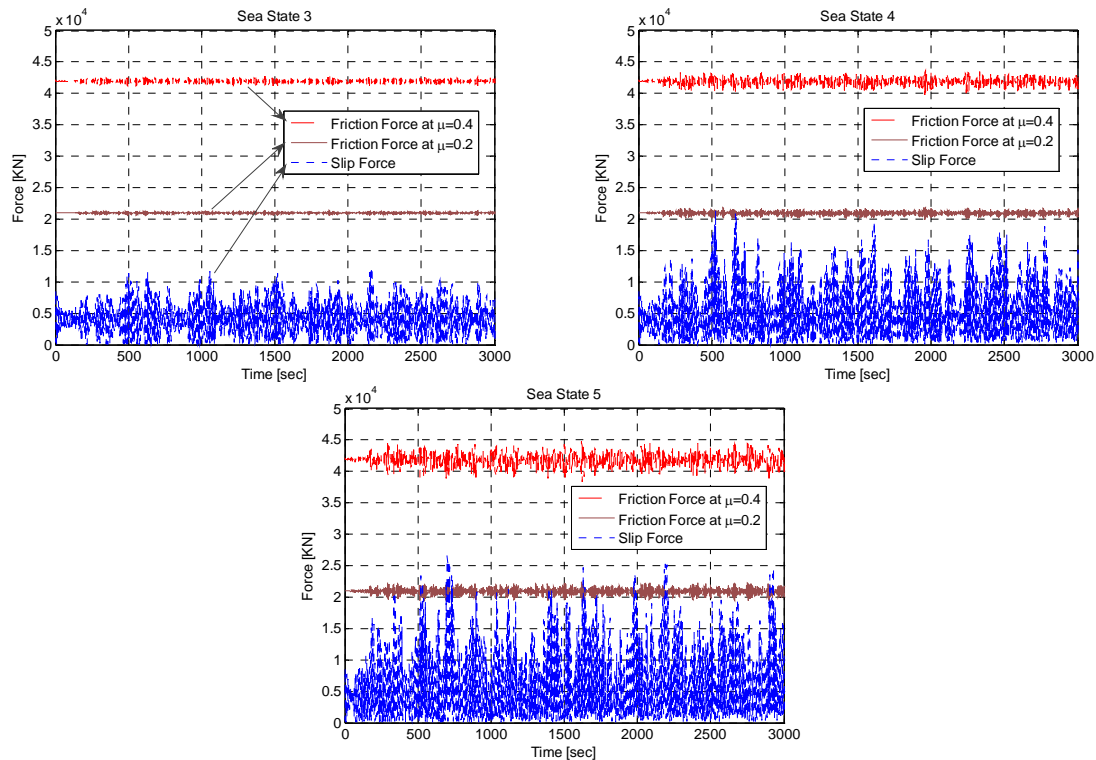 Sea State 3
x 10^4
5
4.5
4
3.5
3
2.5
2
1.5
1
0.5
0
Force [KN]
0 500 1000 1500 2000 2500 3000
Time [sec]
Friction Force at μ=0.4
Friction Force at μ=0.2
Slip Force
Sea State 4
x 10^4
5
4.5
4
3.5
3
2.5
2
1.5
1
0.5
0
Force [KN]
0 500 1000 1500 2000 2500 3000
Time [sec]
Friction Force at μ=0.4
Friction Force at μ=0.2
Slip Force
Sea State 5
x 10^4
5
4.5
4
3.5
3
2.5
2
1.5
1
0.5
0
Force [KN]
0 500 1000 1500 2000 2500 3000
Time [sec]
Friction Force at μ=0.4
Friction Force at μ=0.2
Slip Force